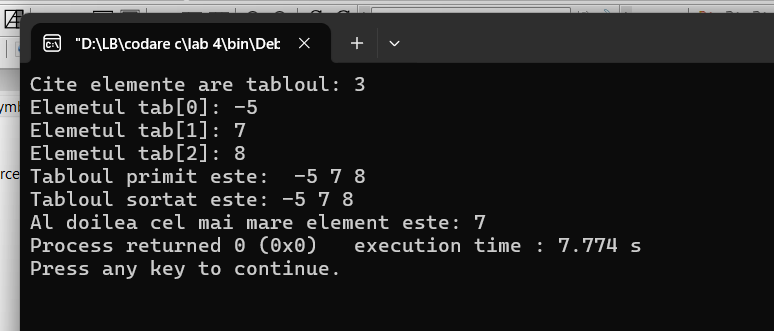 "D:\LB\codare c\lab 4\bin\Deb
Cite elemente are tabloul: 3
Elemetul tab[0]: -5
Elemetul tab[1]: 7
Elemetul tab[2]: 8
Tabloul primit este:  -5 7 8
Tabloul sortat este: -5 7 8
Al doilea cel mai mare element este: 7
Process returned 0 (0x0)   execution time : 7.774 s
Press any key to continue.